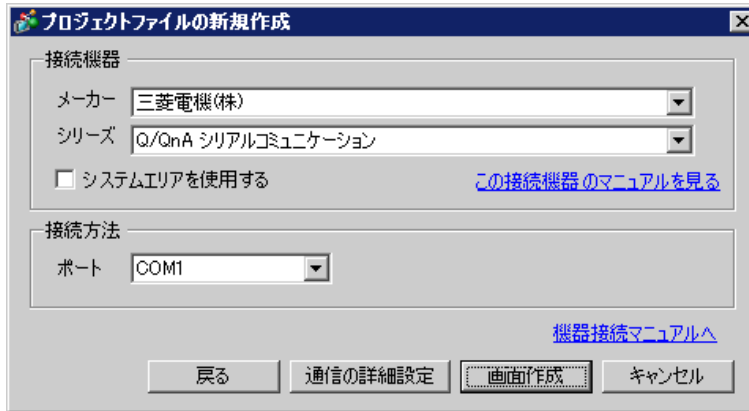 プロジェクトファイルの新規作成
接続機器
メーカー 三菱電機(株)
シリーズ Q/QnA シリアルコミュニケーション
システムエリアを使用する この接続機器のマニュアルを見る
接続方法
ポート COM1
機器接続マニュアルへ
戻る 通信の詳細設定 画面作成 キャンセル